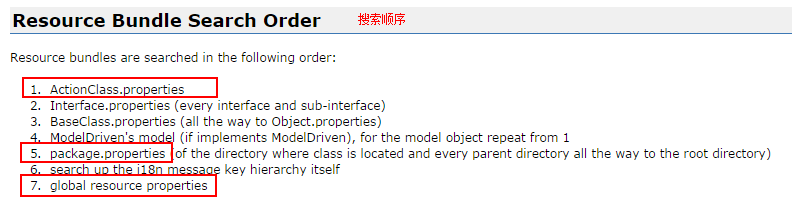 Resource Bundle Search Order 搜索顺序
Resource bundles are searched in the following order:
1. ActionClass.properties
2. Interface.properties (every interface and sub-interface)
3. BaseClass.properties (all the way to Object.properties)
4. ModelDriven's model (if implements ModelDriven), for the model object repeat from 1
5. package.properties (of the directory where class is located and every parent directory all the way to the root directory)
6. search up the i18n message key hierarchy itself
7. global resource properties